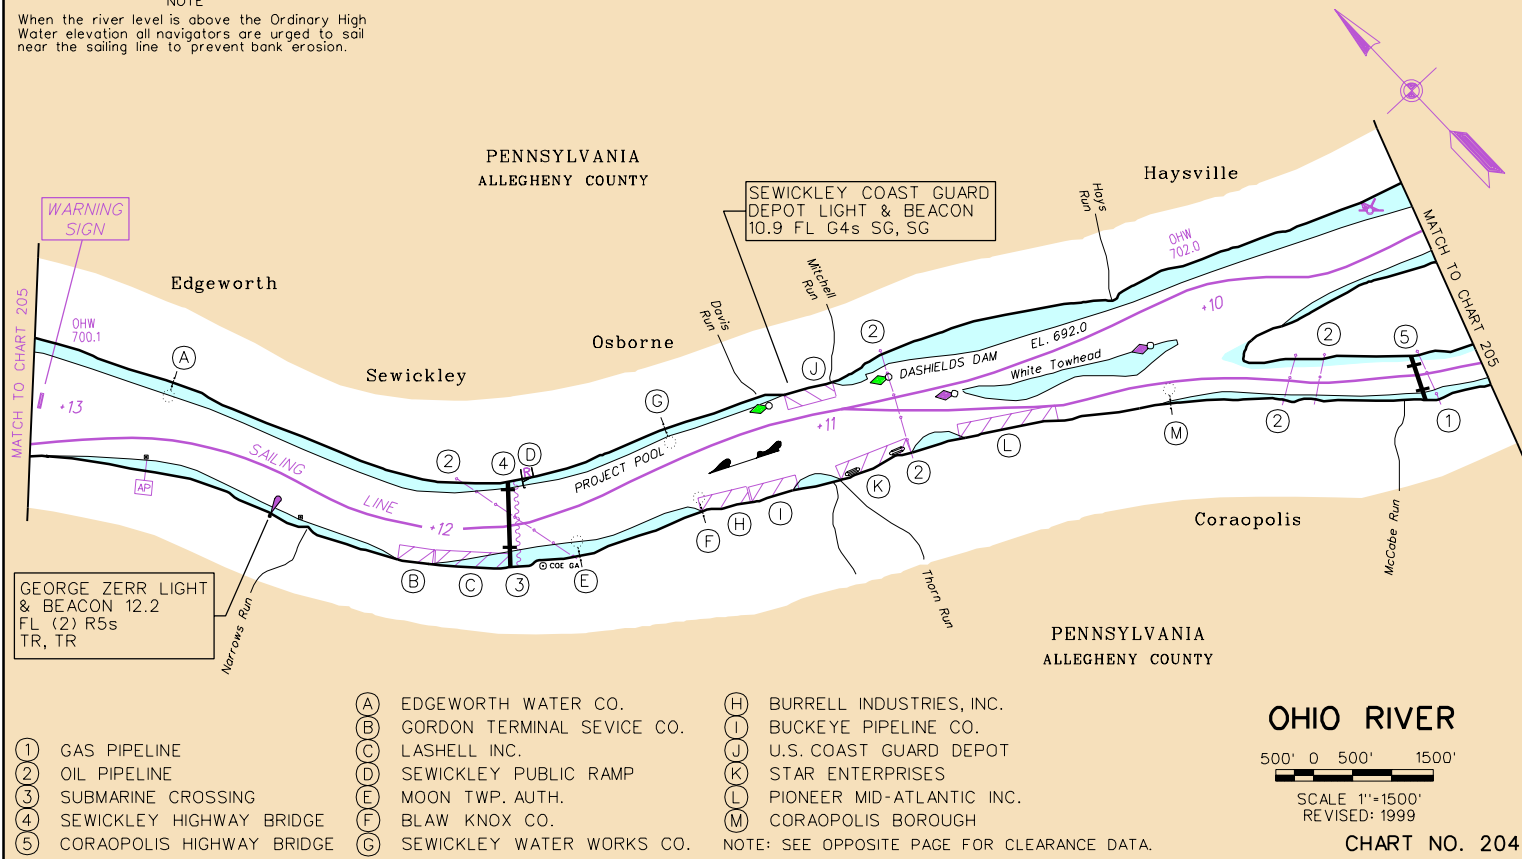 NOTE
When the river level is above the Ordinary High
Water elevation all navigators are urged to sail
near the sailing line to prevent bank erosion.
PENNSYLVANIA
ALLEGHENY COUNTY
SEWICKLEY COAST GUARD
DEPOT LIGHT & BEACON
10.9 FL G4s SG, SG
Haysville
Hays
Run
OHW
702.0
MATCH TO CHART 205
WARNING
SIGN
Edgeworth
MATCH TO CHART 205
OHW
700.1
A
+13
Sewickley
Osborne
Davis
Run
Mitchell
Run
J
2
DASHIELDS DAM
EL. 692.0
White Towhead
+10
2
5
G
+11
SAILING
LINE
+12
2
4
D
R
PROJECT POOL
AP
L
M
2
1
K
2
I
H
F
B
C
3
E
COE GA
Coraopolis
McCabe Run
Thorn Run
Narrows Run
GEORGE ZERR LIGHT
& BEACON 12.2
FL (2) R5s
TR, TR
PENNSYLVANIA
ALLEGHENY COUNTY
1 GAS PIPELINE
2 OIL PIPELINE
3 SUBMARINE CROSSING
4 SEWICKLEY HIGHWAY BRIDGE
5 CORAOPOLIS HIGHWAY BRIDGE
A EDGEWORTH WATER CO.
B GORDON TERMINAL SEVICE CO.
C LASHELL INC.
D SEWICKLEY PUBLIC RAMP
E MOON TWP. AUTH.
F BLAW KNOX CO.
G SEWICKLEY WATER WORKS CO.
H BURRELL INDUSTRIES, INC.
I BUCKEYE PIPELINE CO.
J U.S. COAST GUARD DEPOT
K STAR ENTERPRISES
L PIONEER MID-ATLANTIC INC.
M CORAOPOLIS BOROUGH
NOTE: SEE OPPOSITE PAGE FOR CLEARANCE DATA.
OHIO RIVER
500' 0 500' 1500'
SCALE 1''=1500'
REVISED: 1999
CHART NO. 204